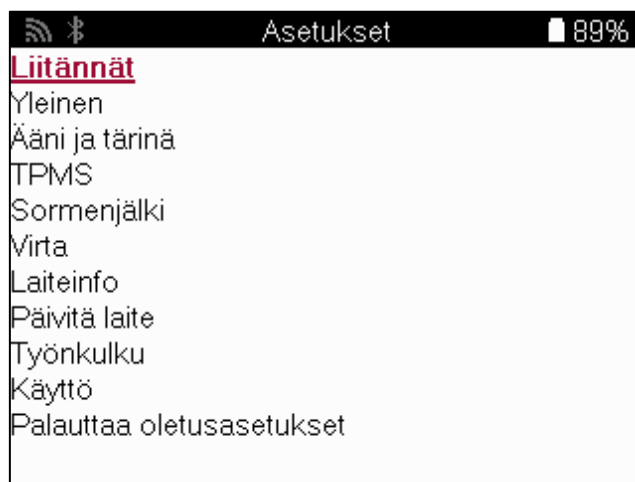 Asetukset 89%
Liitännät
Yleinen
Ääni ja tärinä
TPMS
Sormenjälki
Virta
Laiteinfo
Päivitä laite
Työnkulku
Käyttö
Palauttaa oletusasetukset